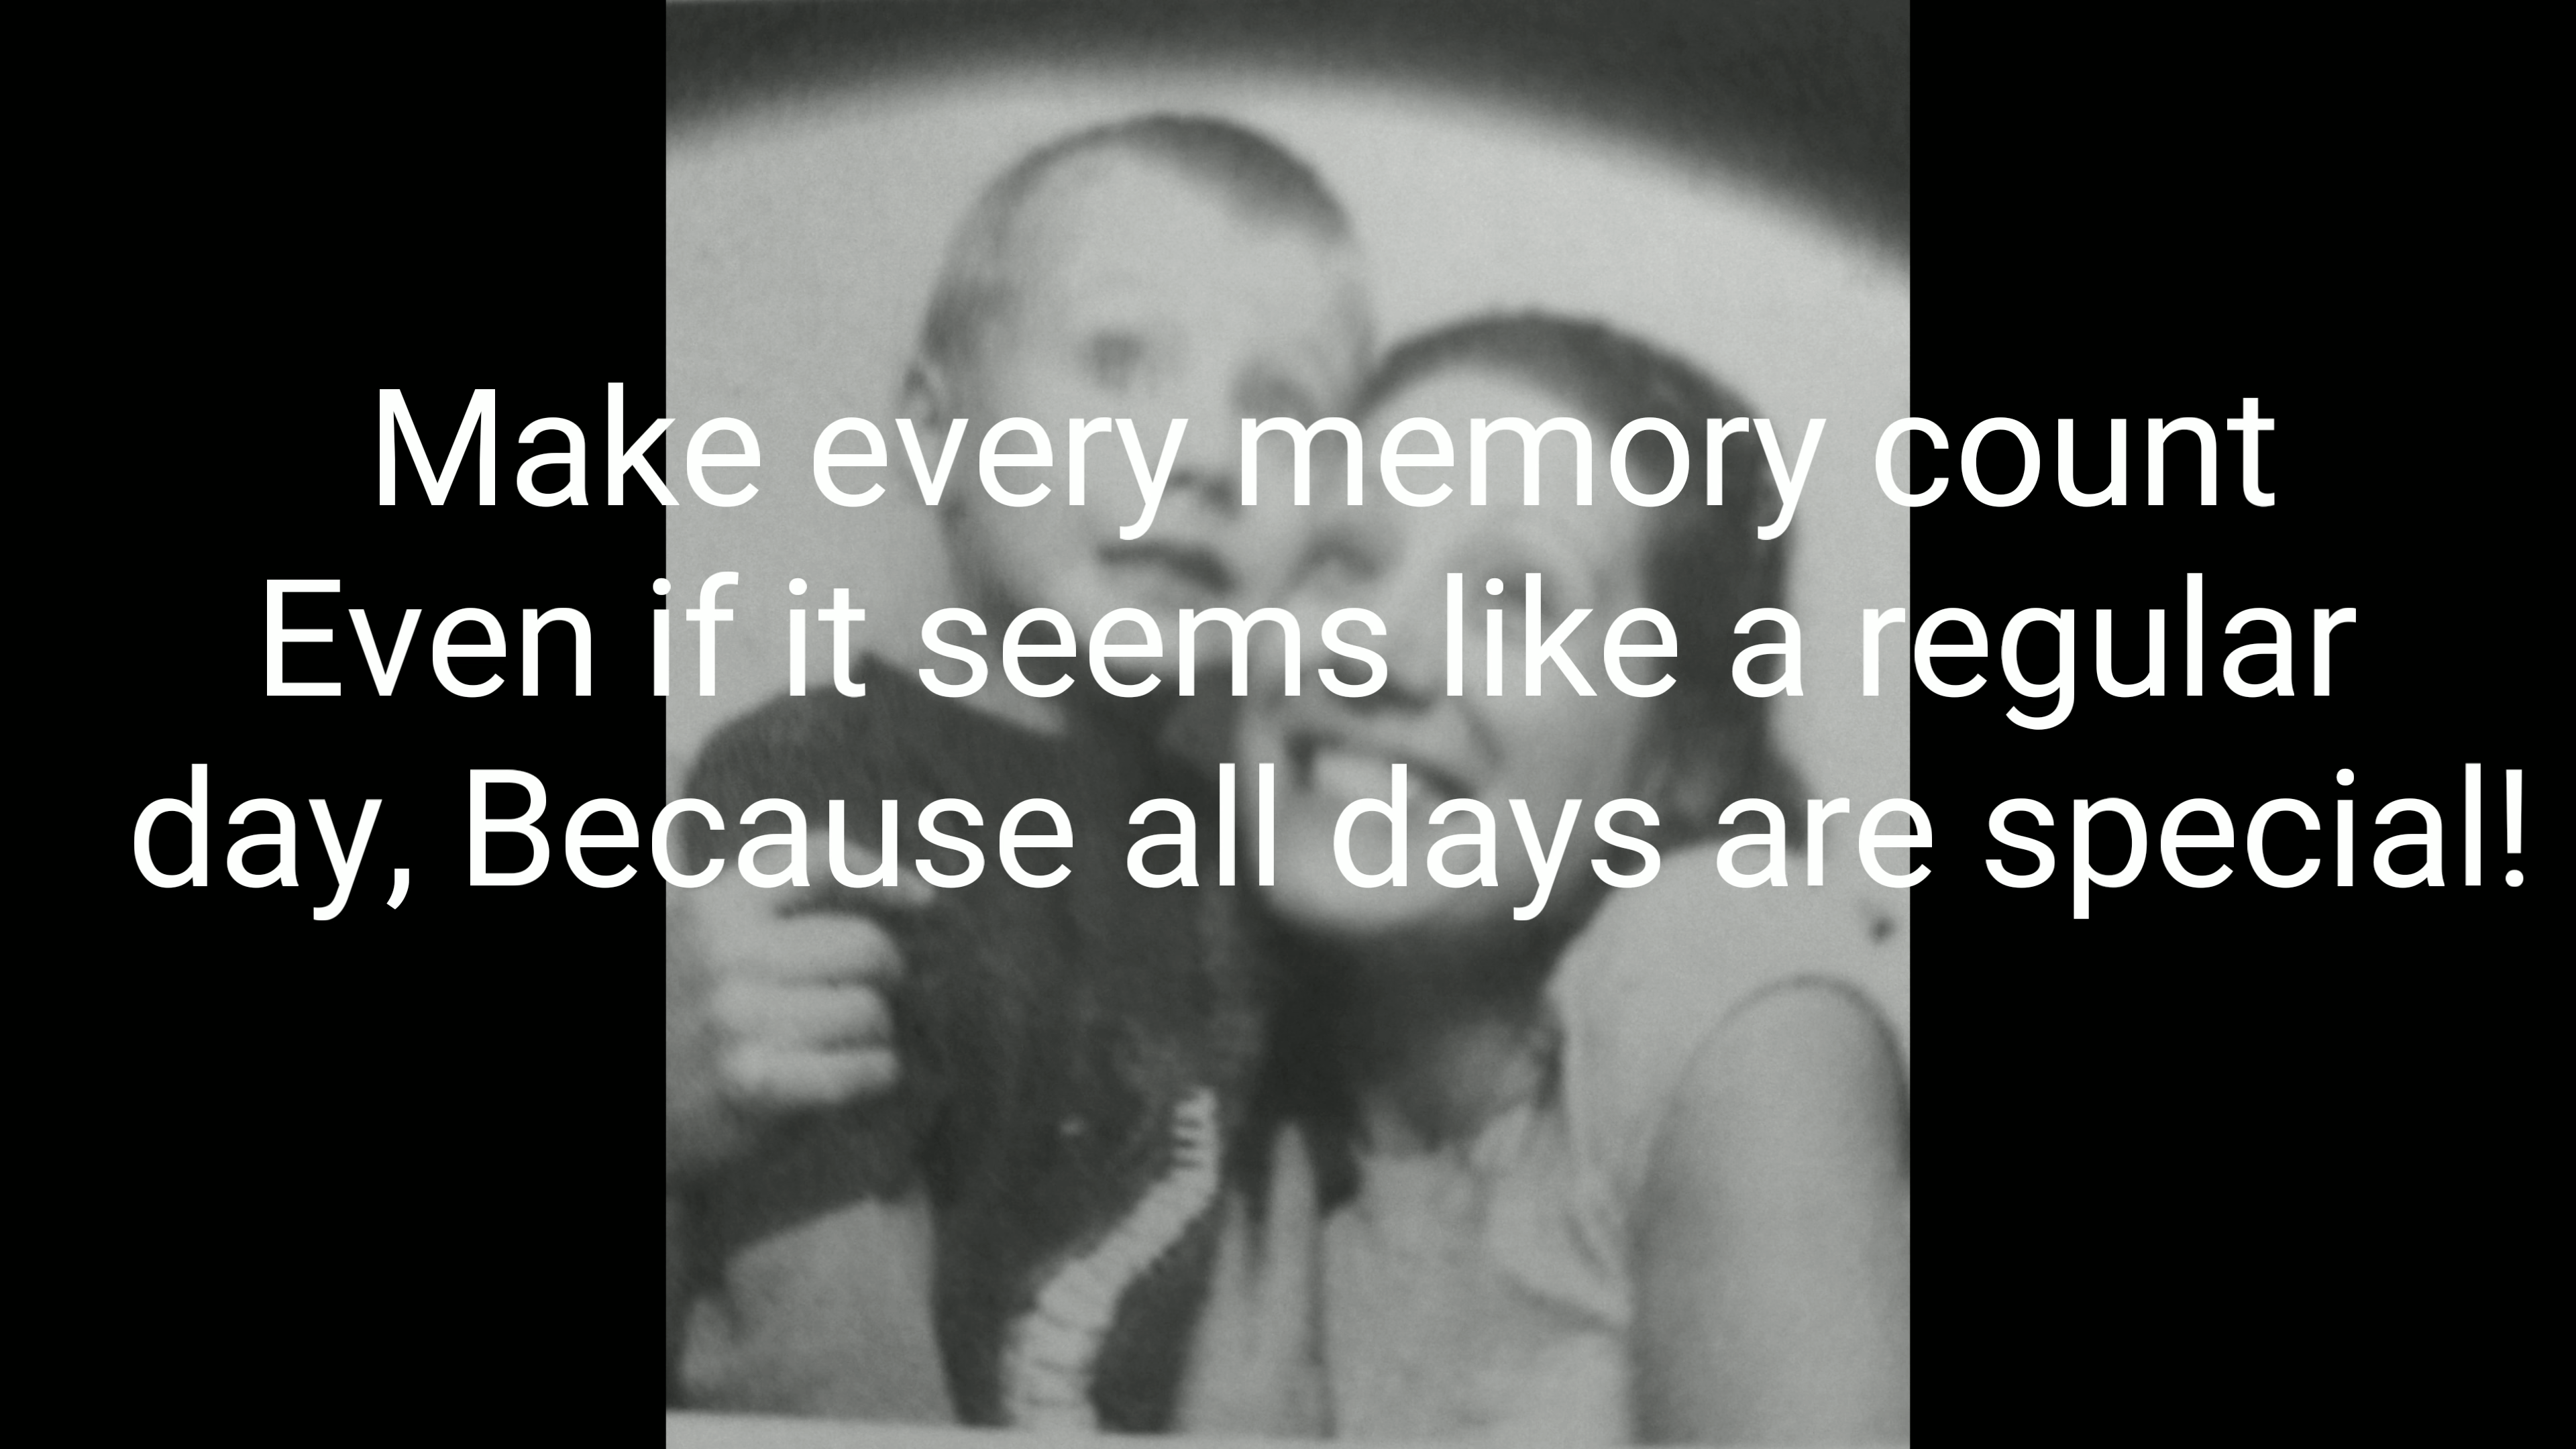 Make every memory count
Even if it seems like a regular
day, Because all days are special!